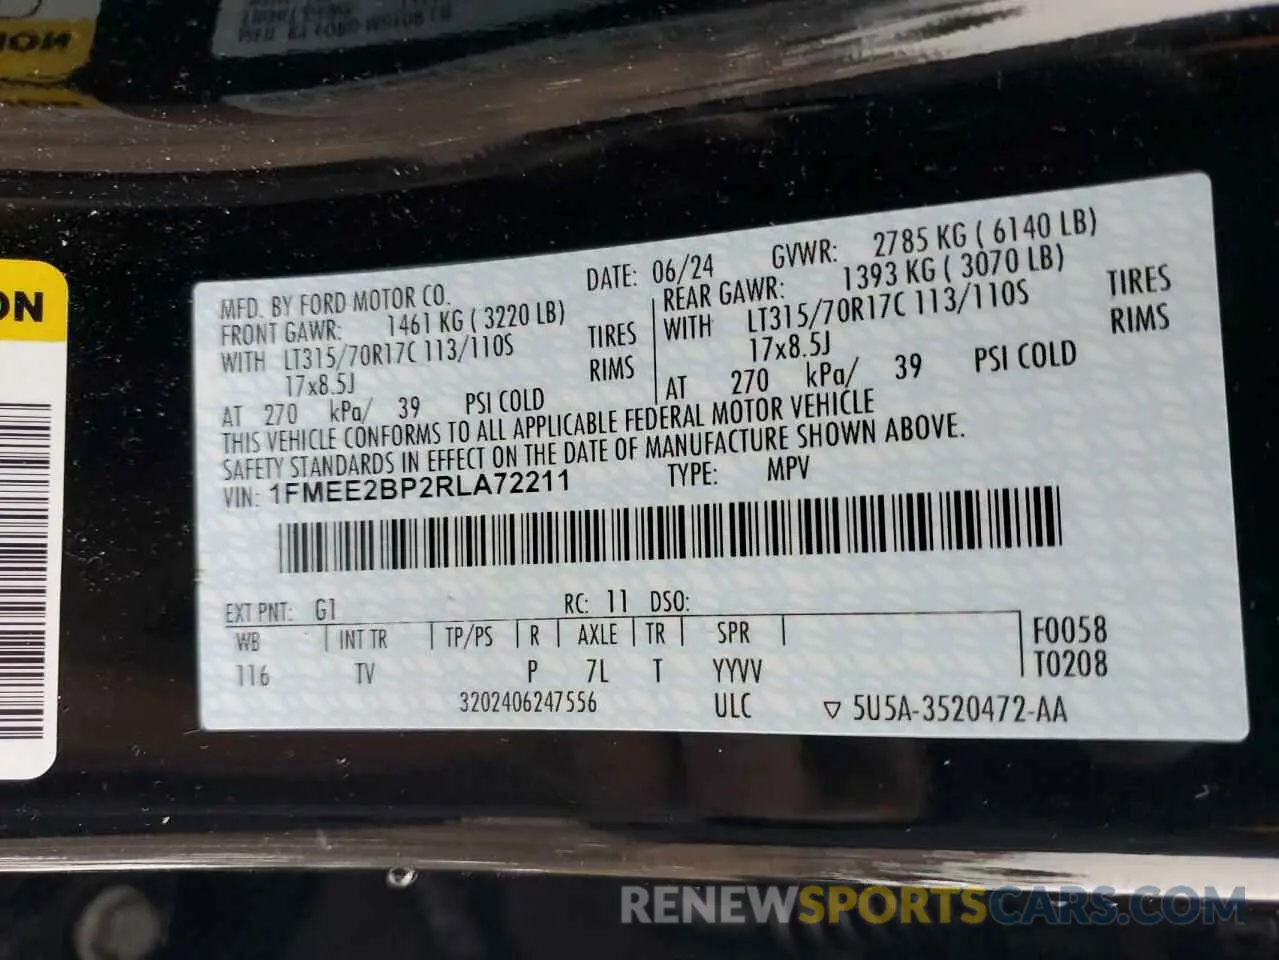 ION
MFD. BY FORD MOTOR CO. DATE: 06/24 GVWR: 2785 KG ( 6140 LB)
FRONT GAWR: 1461 KG ( 3220 LB) REAR GAWR: 1393 KG ( 3070 LB)
WITH LT315/70R17C 113/110S TIRES WITH LT315/70R17C 113/110S TIRES
17x8.5J RIMS 17x8.5J RIMS
AT 270 kPa/ 39 PSI COLD AT 270 kPa/ 39 PSI COLD
THIS VEHICLE CONFORMS TO ALL APPLICABLE FEDERAL MOTOR VEHICLE
SAFETY STANDARDS IN EFFECT ON THE DATE OF MANUFACTURE SHOWN ABOVE.
VIN: 1FMEE2BP2RLA72211 TYPE: MPV
EXT PNT: G1 RC: 11 DSO:
WB INT TR TP/PS R AXLE TR SPR F0058
116 TV P 7L T YYVV T0208
3202406247556 ULC ▽ 5U5A-3520472-AA
ON
RENEWSPORTSCARS.COM